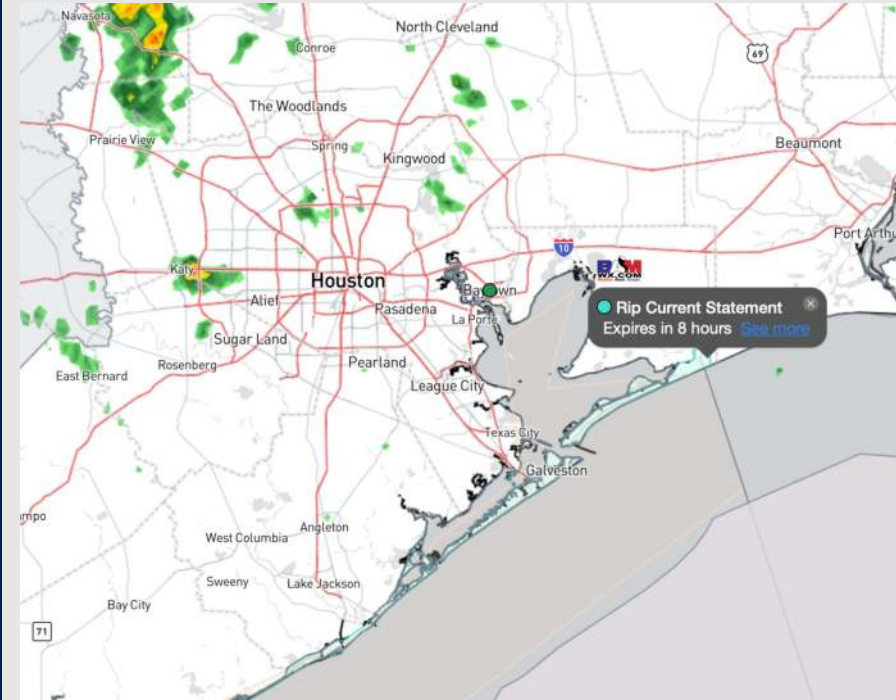 Navasota
North Cleveland
Conroe
69
The Woodlands
Prairie View
Spring
Kingwood
Beaumont
Port Arthu
10
Katy
Houston
Baytown
Alief
Pasadena
La Porte
Rip Current Statement
Expires in 8 hours See more
Sugar Land
Rosenberg
Pearland
East Bernard
League City
Texas City
Galveston
ampo
Angleton
West Columbia
Sweeny
Lake Jackson
Bay City
71